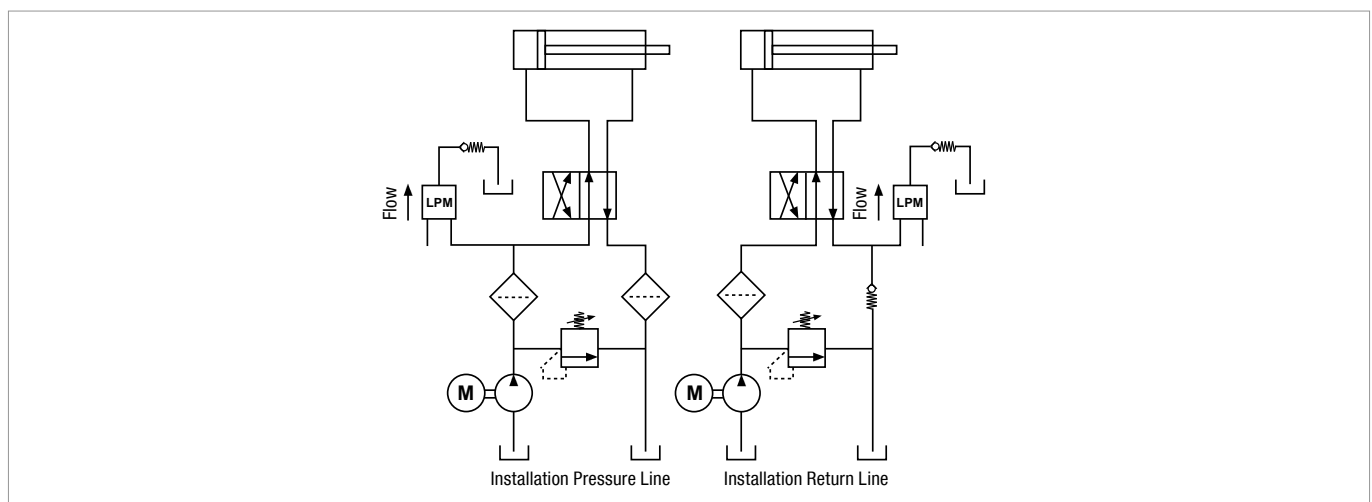 Flow
LPM
Flow
LPM
M
M
Installation Pressure Line
Installation Return Line